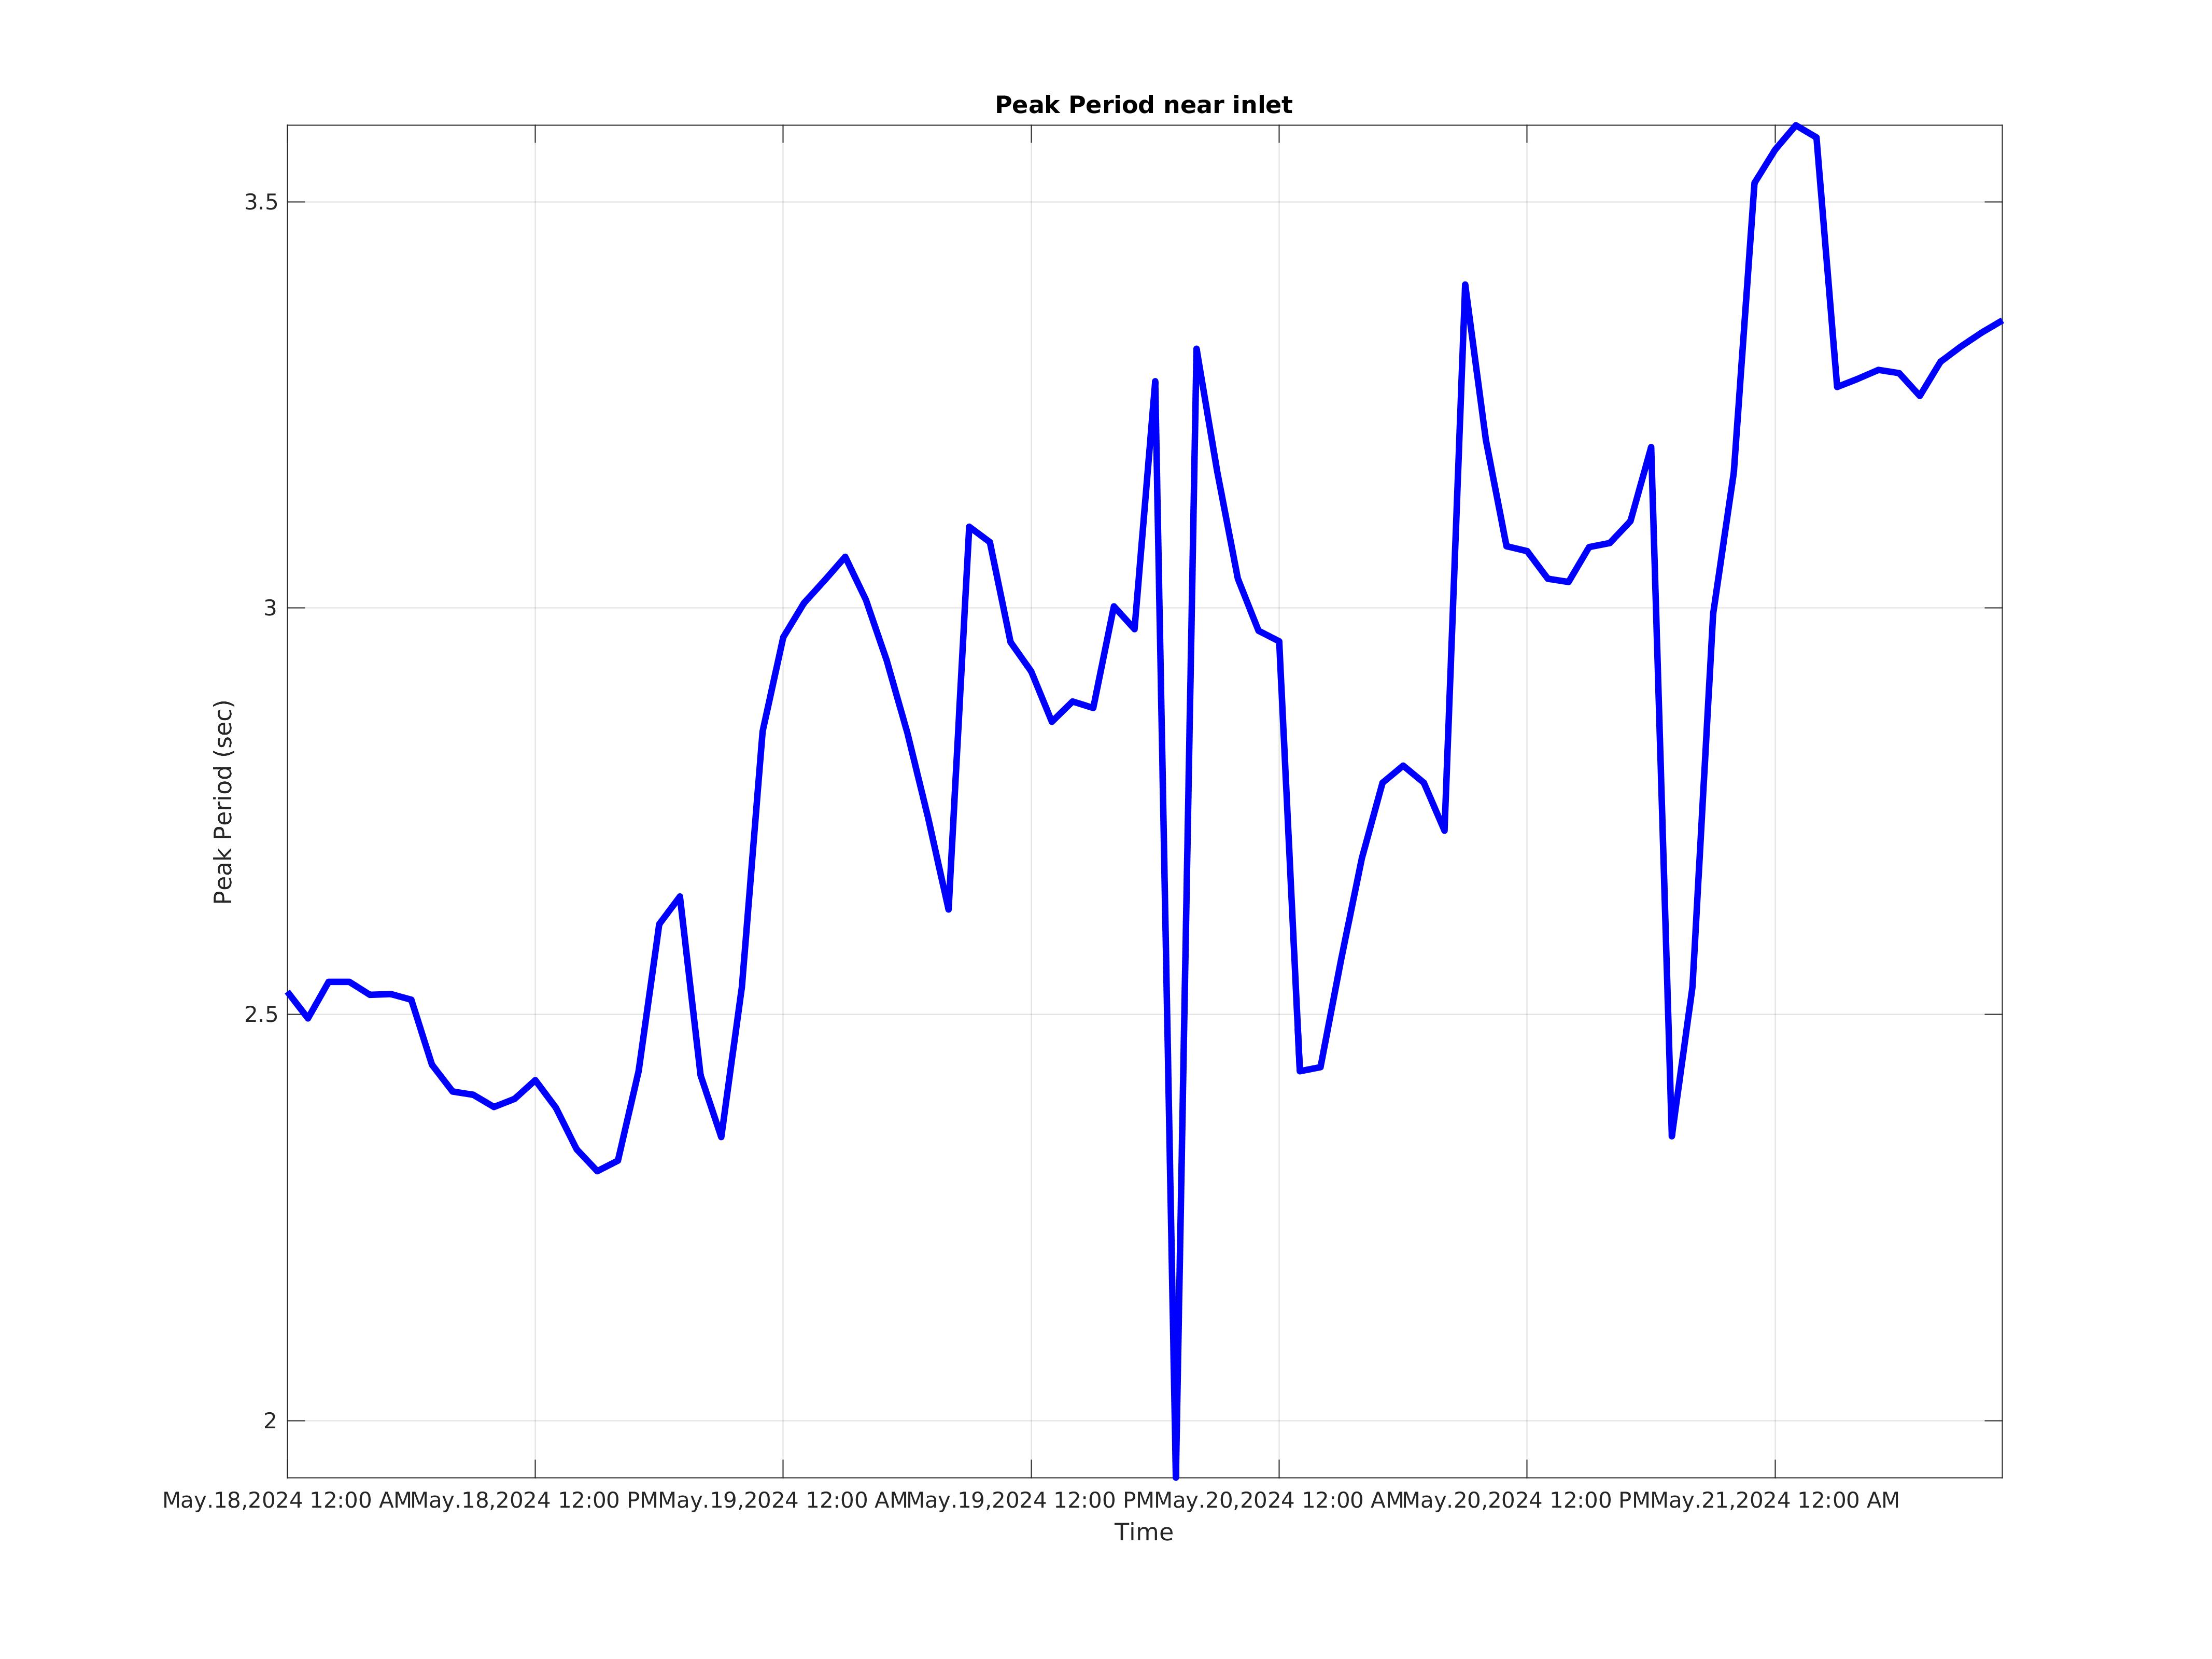 Peak Period near inlet
3.5
3
2.5
2
Peak Period (sec)
May.18,2024 12:00 AM May.18,2024 12:00 PM May.19,2024 12:00 AM May.19,2024 12:00 PM May.20,2024 12:00 AM May.20,2024 12:00 PM May.21,2024 12:00 AM
Time